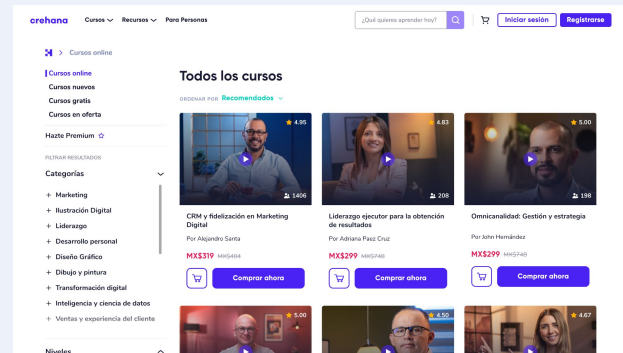 crehana
Cursos
Recursos
Para Personas
¿Qué quieres aprender hoy?
Iniciar sesión
Registrarse
> Cursos online
Cursos online
Cursos nuevos
Cursos gratis
Cursos en oferta
Hazte Premium
FILTRAR RESULTADOS
Categorías
+ Marketing
+ Ilustración Digital
+ Liderazgo
+ Desarrollo personal
+ Diseño Gráfico
+ Dibujo y pintura
+ Transformación digital
+ Inteligencia y ciencia de datos
+ Ventas y experiencia del cliente
Niveles
Todos los cursos
ORDENAR POR Recomendados
4.95
1406
CRM y fidelización en Marketing
Digital
Por Alejandro Santa
MX$319 MX$404
Comprar ahora
4.83
208
Liderazgo ejecutor para la obtención
de resultados
Por Adriana Paez Cruz
MX$299 MX$748
Comprar ahora
5.00
198
Omnicanalidad: Gestión y estrategia
Por John Hernández
MX$299 MX$748
Comprar ahora
5.00
4.50
4.67